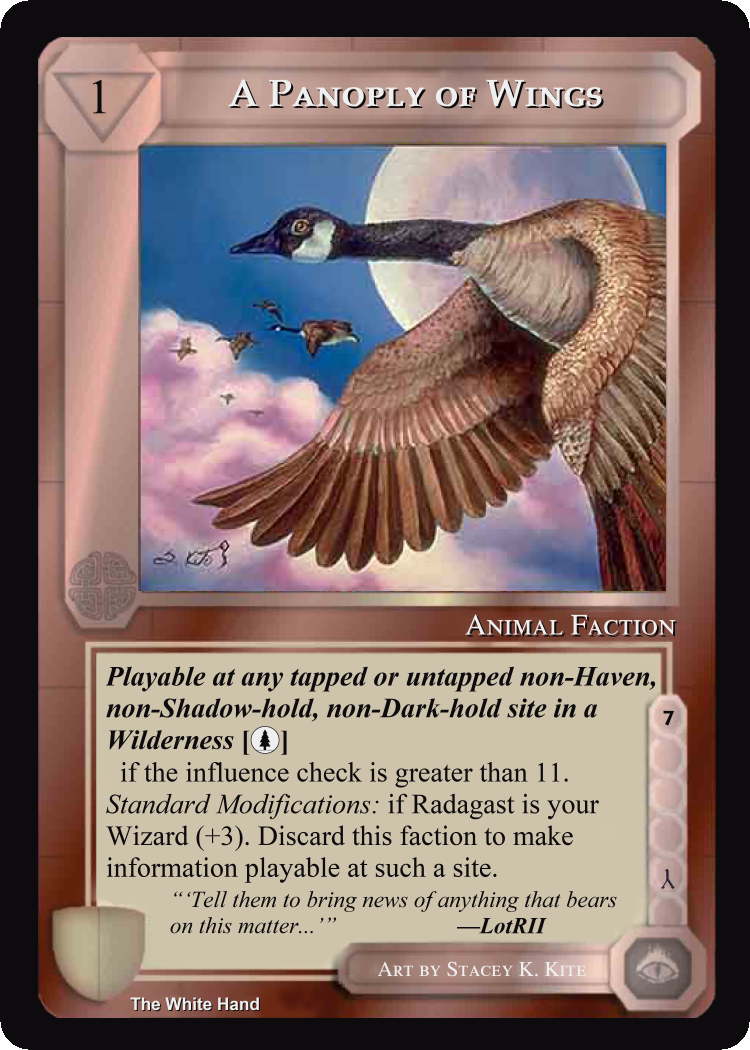 1
A Panoply of Wings
Animal Faction
Playable at any tapped or untapped non-Haven,
non-Shadow-hold, non-Dark-hold site in a
Wilderness [ ]
if the influence check is greater than 11.
Standard Modifications: if Radagast is your
Wizard (+3). Discard this faction to make
information playable at such a site.
7
“‘Tell them to bring news of anything that bears
on this matter...’” —LotRII
Art by Stacey K. Kite
The White Hand